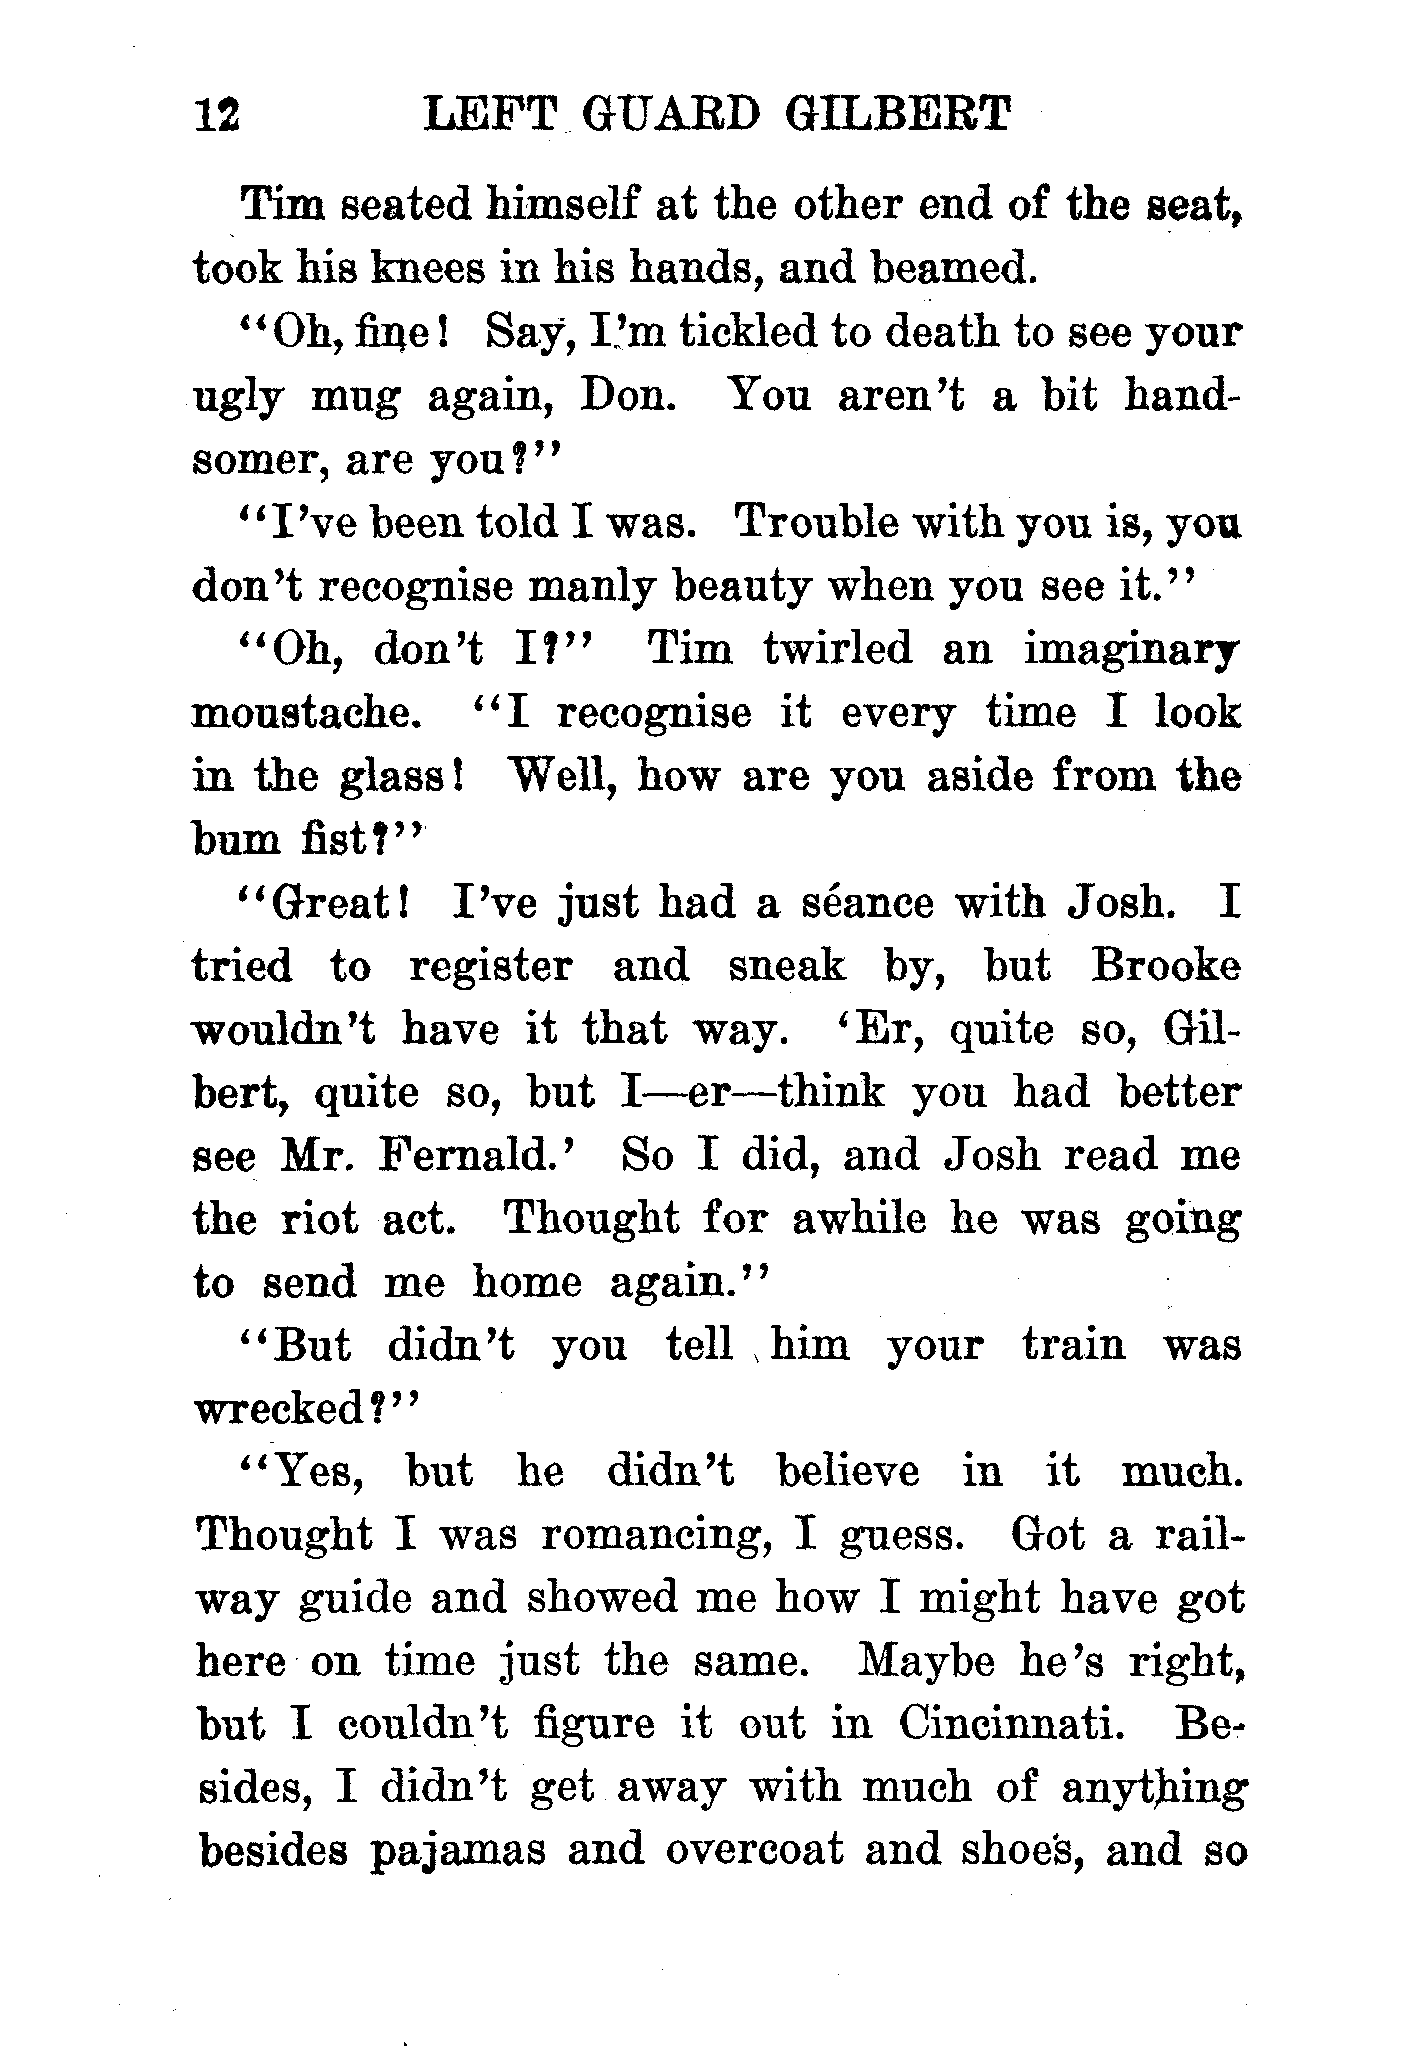 12 LEFT GUARD GILBERT
Tim seated himself at the other end of the seat,
took his knees in his hands, and beamed.
"Oh, fine! Say, I'm tickled to death to see your
ugly mug again, Don. You aren't a bit hand-
somer, are you?"
"I've been told I was. Trouble with you is, you
don't recognise manly beauty when you see it."
"Oh, don't I?" Tim twirled an imaginary
moustache. "I recognise it every time I look
in the glass! Well, how are you aside from the
bum fist?"
"Great! I've just had a séance with Josh. I
tried to register and sneak by, but Brooke
wouldn't have it that way. 'Er, quite so, Gil-
bert, quite so, but I—er—think you had better
see Mr. Fernald.' So I did, and Josh read me
the riot act. Thought for awhile he was going
to send me home again."
"But didn't you tell him your train was
wrecked?"
"Yes, but he didn't believe in it much.
Thought I was romancing, I guess. Got a rail-
way guide and showed me how I might have got
here on time just the same. Maybe he's right,
but I couldn't figure it out in Cincinnati. Be-
sides, I didn't get away with much of anything
besides pajamas and overcoat and shoes, and so